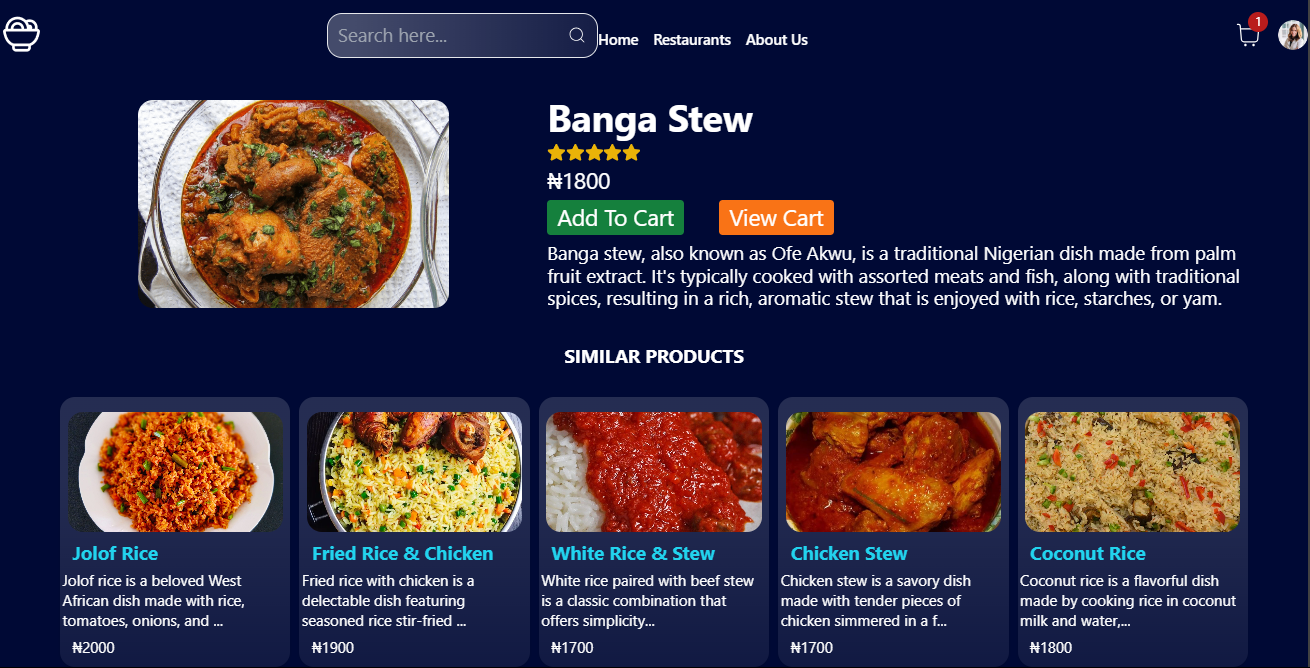 Search here...
Home Restaurants About Us
1
Banga Stew
₦1800
Add To Cart View Cart
Banga stew, also known as Ofe Akwu, is a traditional Nigerian dish made from palm
fruit extract. It's typically cooked with assorted meats and fish, along with traditional
spices, resulting in a rich, aromatic stew that is enjoyed with rice, starches, or yam.
SIMILAR PRODUCTS
Jolof Rice
Jolof rice is a beloved West
African dish made with rice,
tomatoes, onions, and ...
₦2000
Fried Rice & Chicken
Fried rice with chicken is a
delectable dish featuring
seasoned rice stir-fried ...
₦1900
White Rice & Stew
White rice paired with beef stew
is a classic combination that
offers simplicity...
₦1700
Chicken Stew
Chicken stew is a savory dish
made with tender pieces of
chicken simmered in a f...
₦1700
Coconut Rice
Coconut rice is a flavorful dish
made by cooking rice in coconut
milk and water,...
₦1800